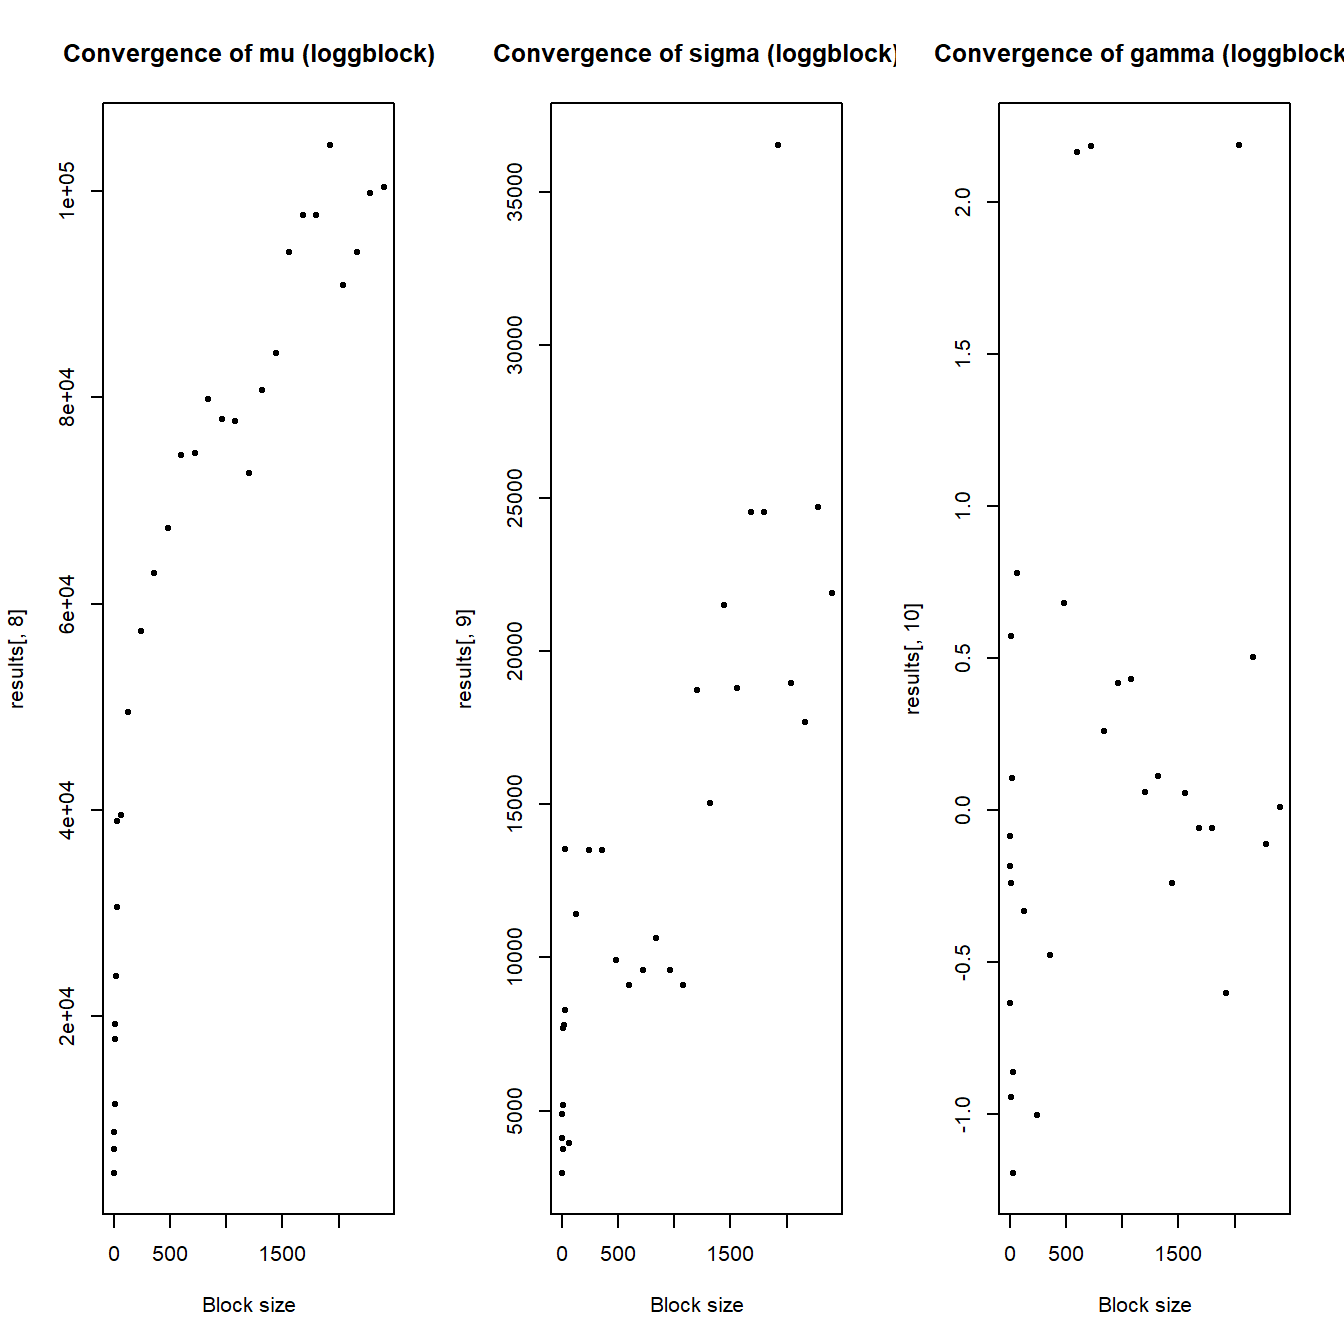 Convergence of mu (loggblock)
results[, 8]
1e+05
8e+04
6e+04
4e+04
2e+04
0 500 1500
Block size
Convergence of sigma (loggblock)
results[, 9]
35000
30000
25000
20000
15000
10000
5000
0 500 1500
Block size
Convergence of gamma (loggblock
results[, 10]
2.0
1.5
1.0
0.5
0.0
-0.5
-1.0
0 500 1500
Block size